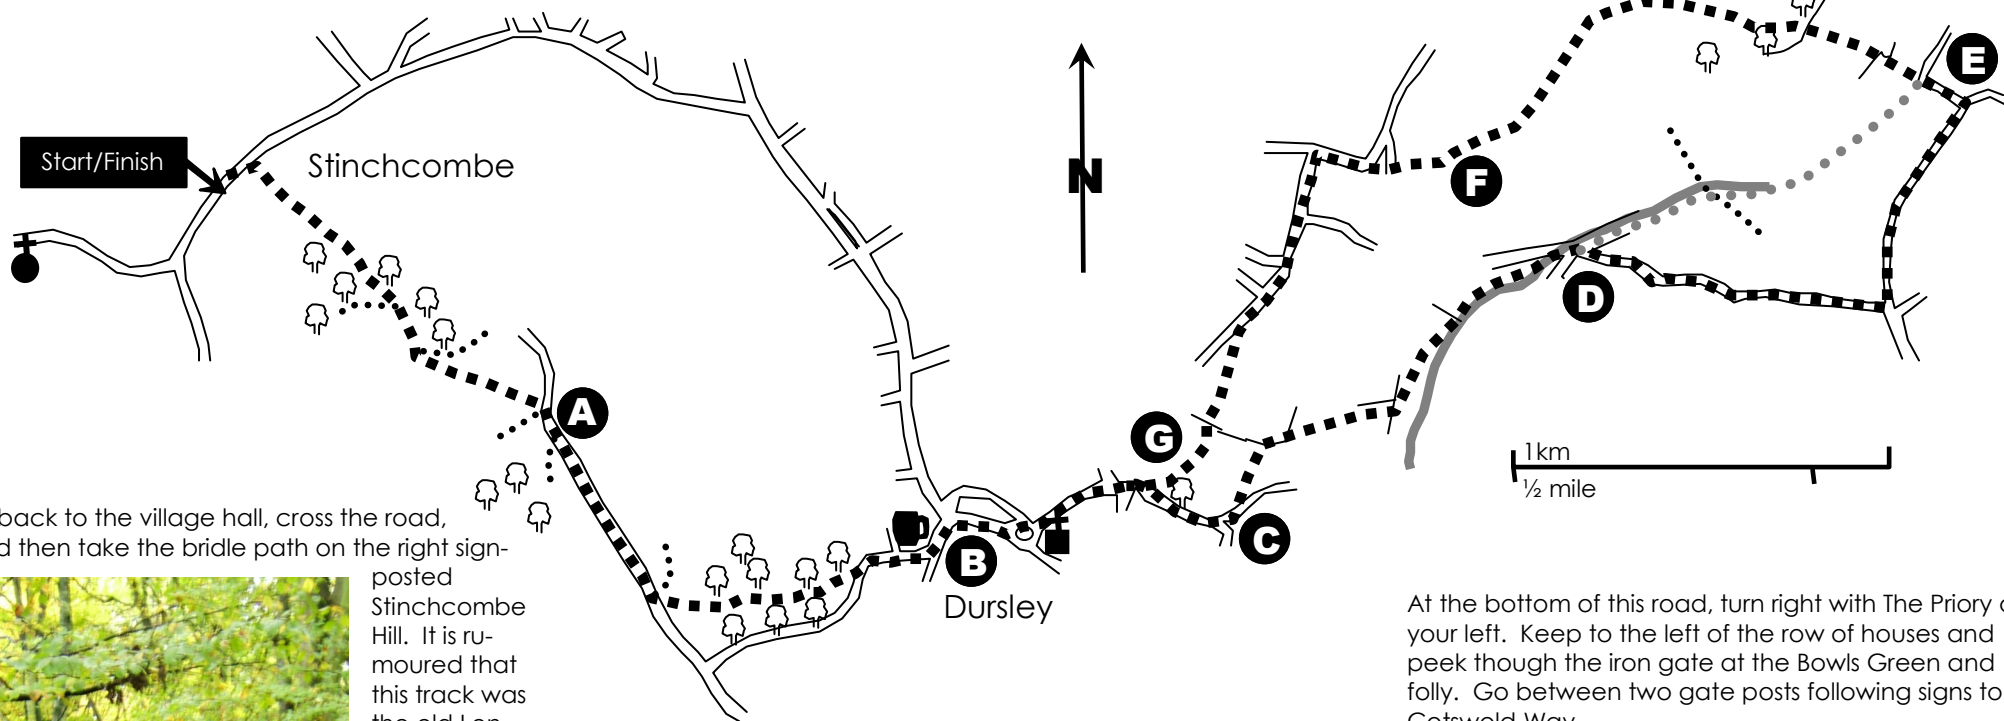 Start/Finish
Stinchcombe
N
E
F
D
A
G
C
B
Dursley
1km
½ mile
back to the village hall, cross the road,
then take the bridle path on the right sign-
posted
Stinchcombe
Hill. It is ru-
moured that
this track was
the old
At the bottom of this road, turn right with The Priory
your left. Keep to the left of the row of houses and
peek though the iron gate at the Bowls Green and
folly. Go between two gate posts following signs to
Cotswold Way